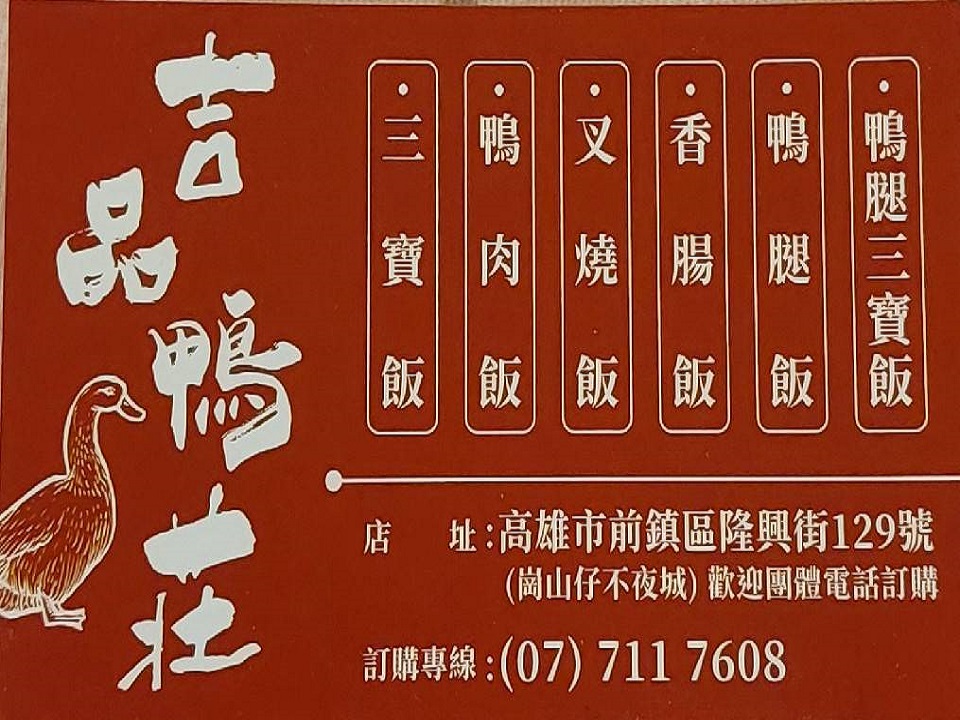 吉品鴨莊
鴨腿三寶飯
鴨腿飯
香腸飯
叉燒飯
鴨肉飯
三寶飯
店 址:高雄市前鎮區隆興街129號
(崗山仔不夜城) 歡迎團體電話訂購
訂購專線:(07) 711 7608